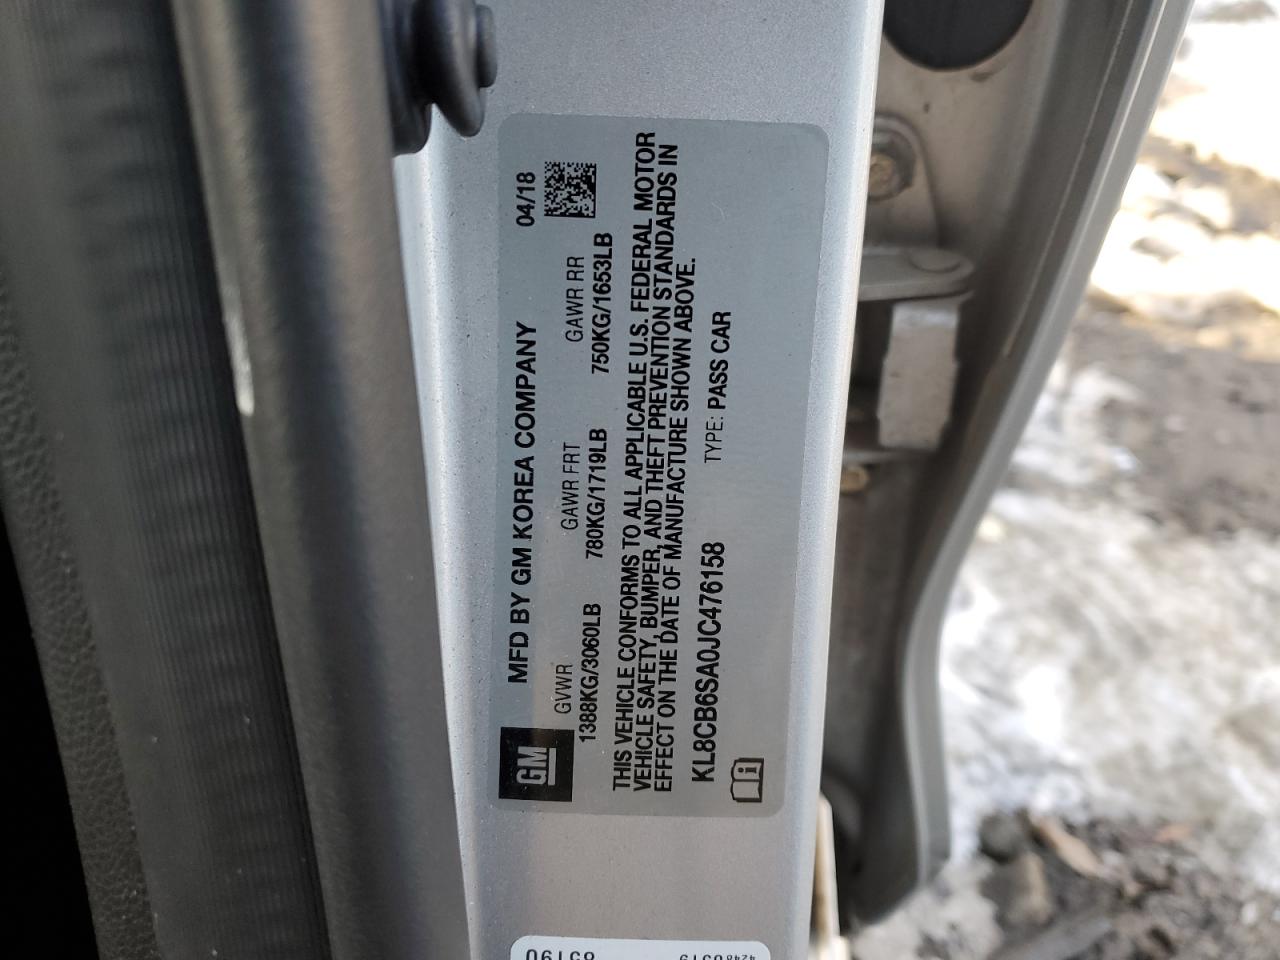 GM
MFD BY GM KOREA COMPANY 04/18
GVWR GAWR FRT GAWR RR
1388KG/3060LB 780KG/1719LB 750KG/1653LB
THIS VEHICLE CONFORMS TO ALL APPLICABLE U.S. FEDERAL MOTOR
VEHICLE SAFETY, BUMPER, AND THEFT PREVENTION STANDARDS IN
EFFECT ON THE DATE OF MANUFACTURE SHOWN ABOVE.
KL8CB6SA0JC476158 TYPE: PASS CAR